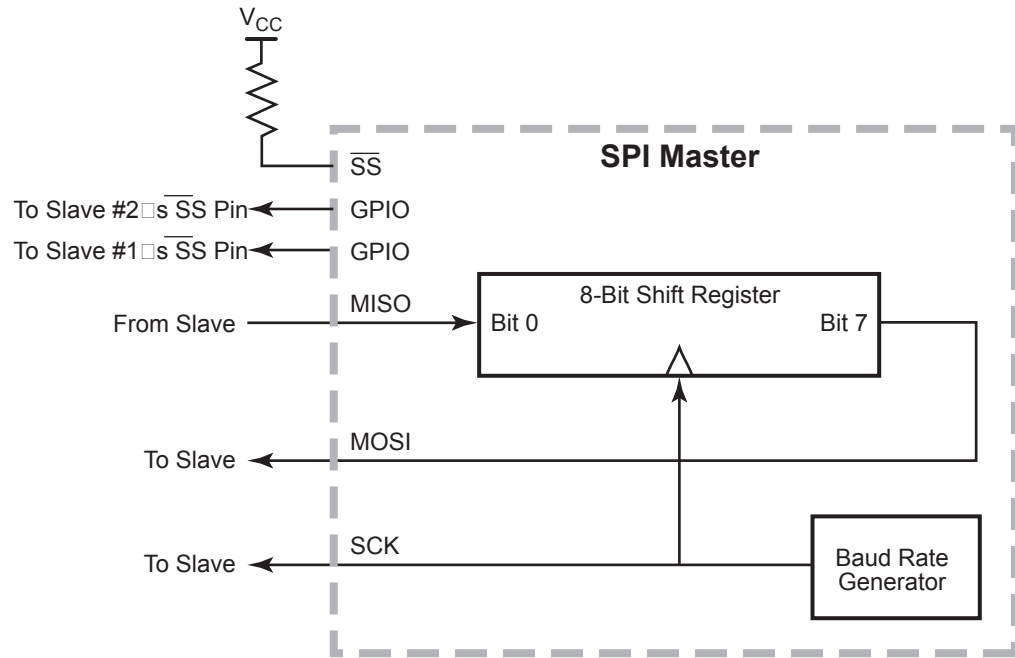 VCC
SS
SPI Master
To Slave #2□s SS Pin
GPIO
To Slave #1□s SS Pin
GPIO
MISO
8-Bit Shift Register
From Slave
Bit 0
Bit 7
MOSI
To Slave
SCK
To Slave
Baud Rate
Generator